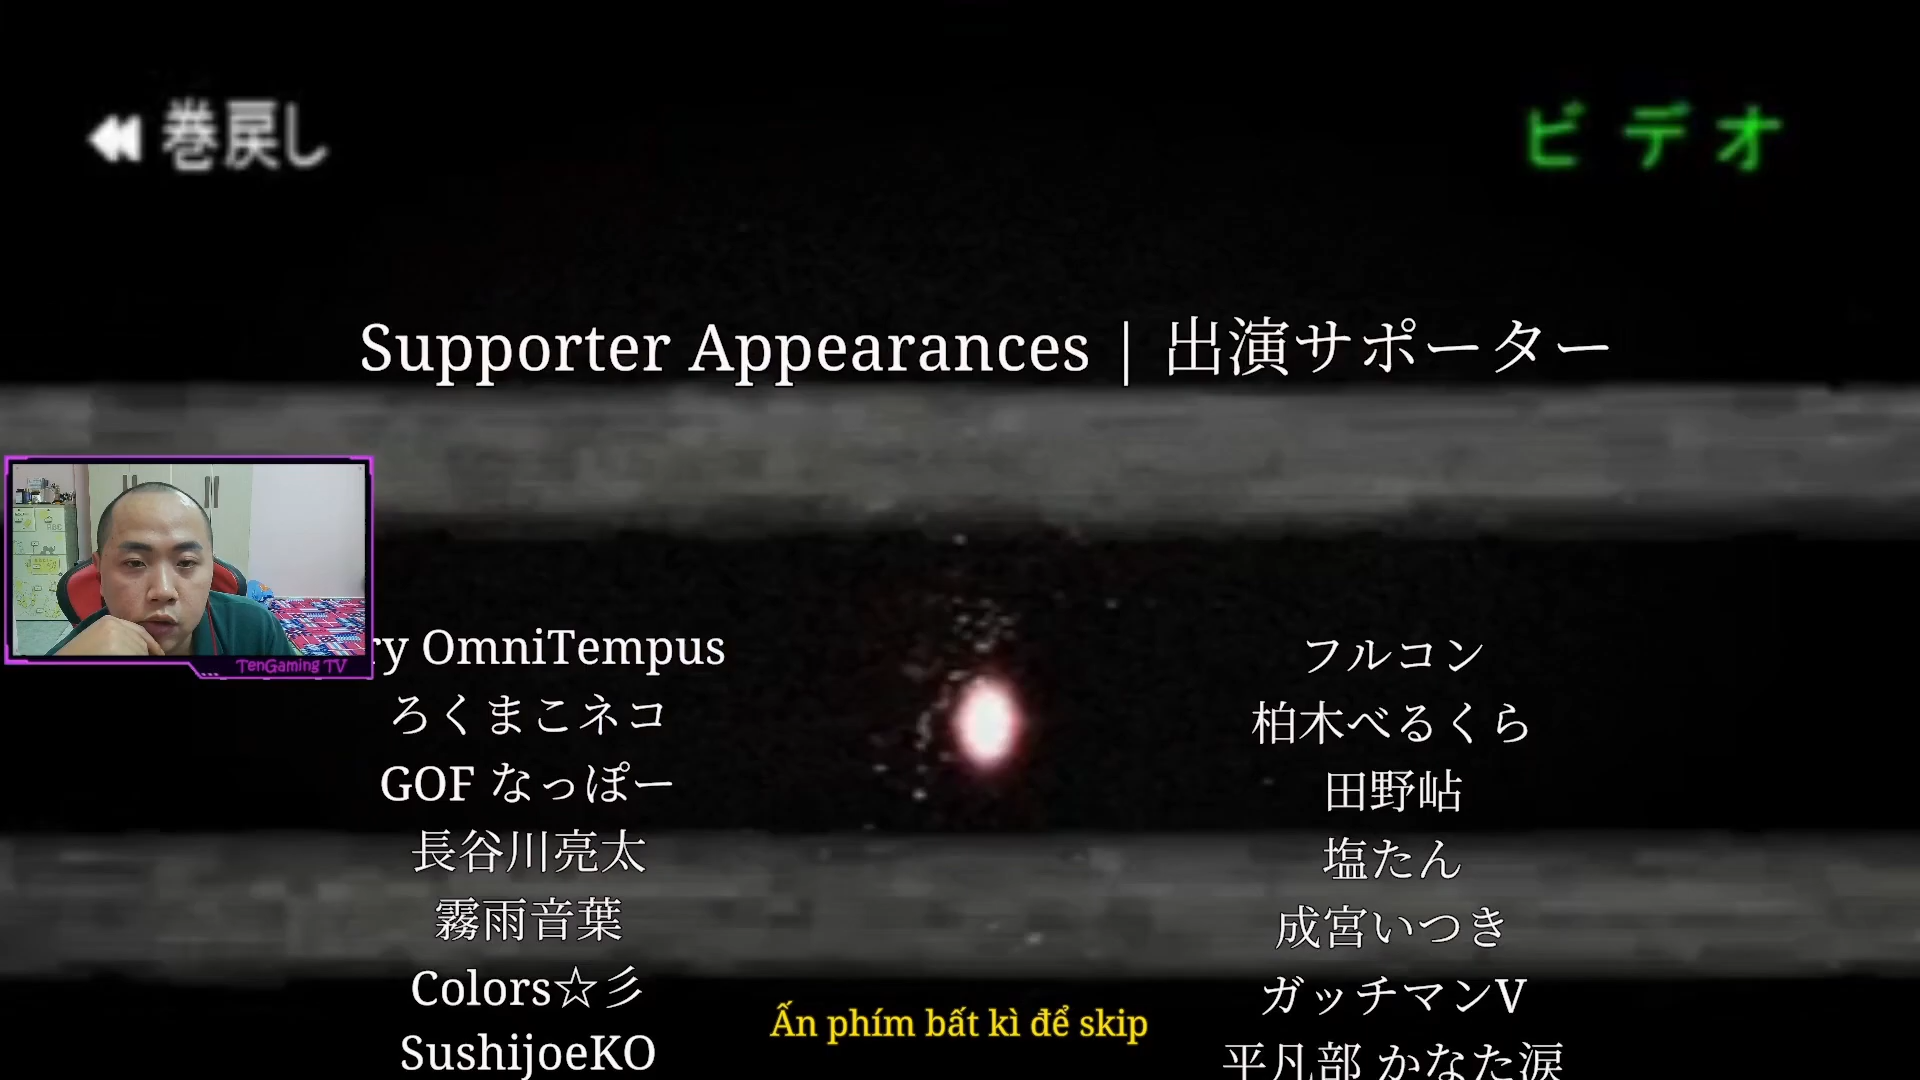 巻戻し
ビデオ
Supporter Appearances | 出演サポーター
ry OmniTempus
フルコン
ろくまこネコ
柏木べるくら
GOF なっぽー
田野岾
長谷川亮太
塩たん
霧雨音葉
成宮いつき
Colors☆彡
ガッチマンV
SushijoeKO
平凡部 かなた涙
TenGaming TV
Ấn phím bất kì để skip